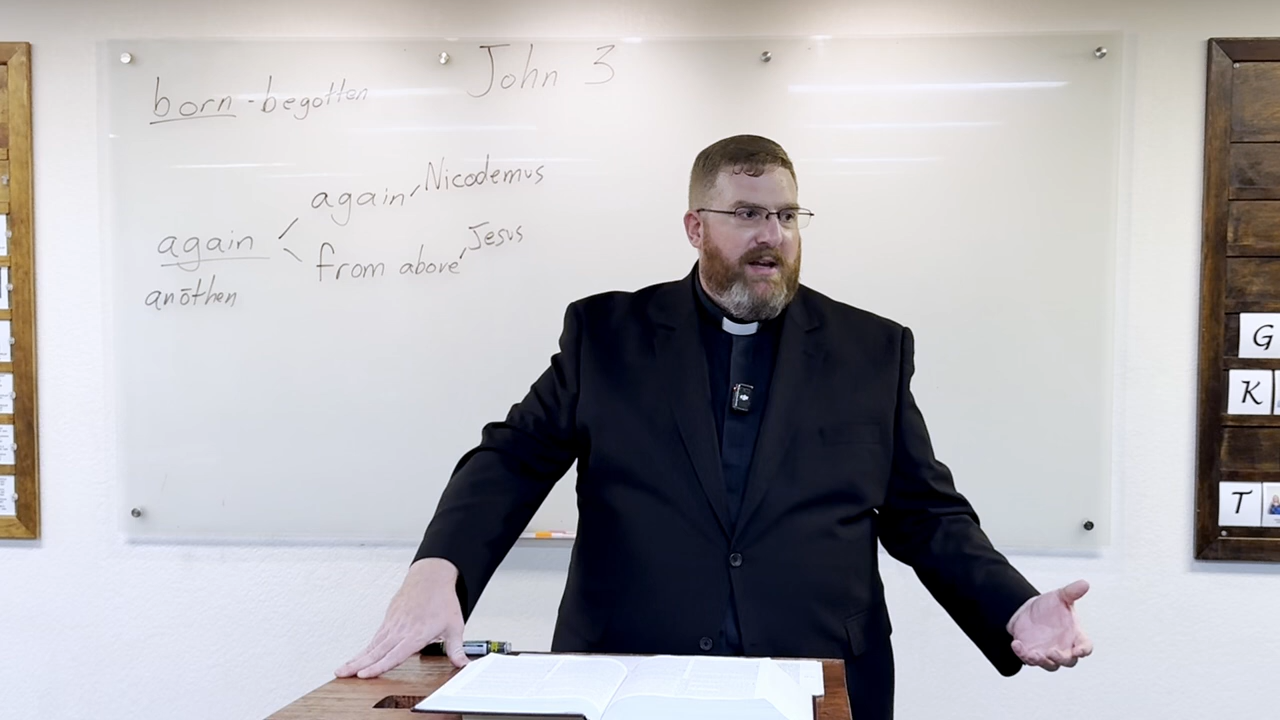 John 3
born - begotten
again, Nicodemus
again
from above, Jesus
anōthen
G
K
T